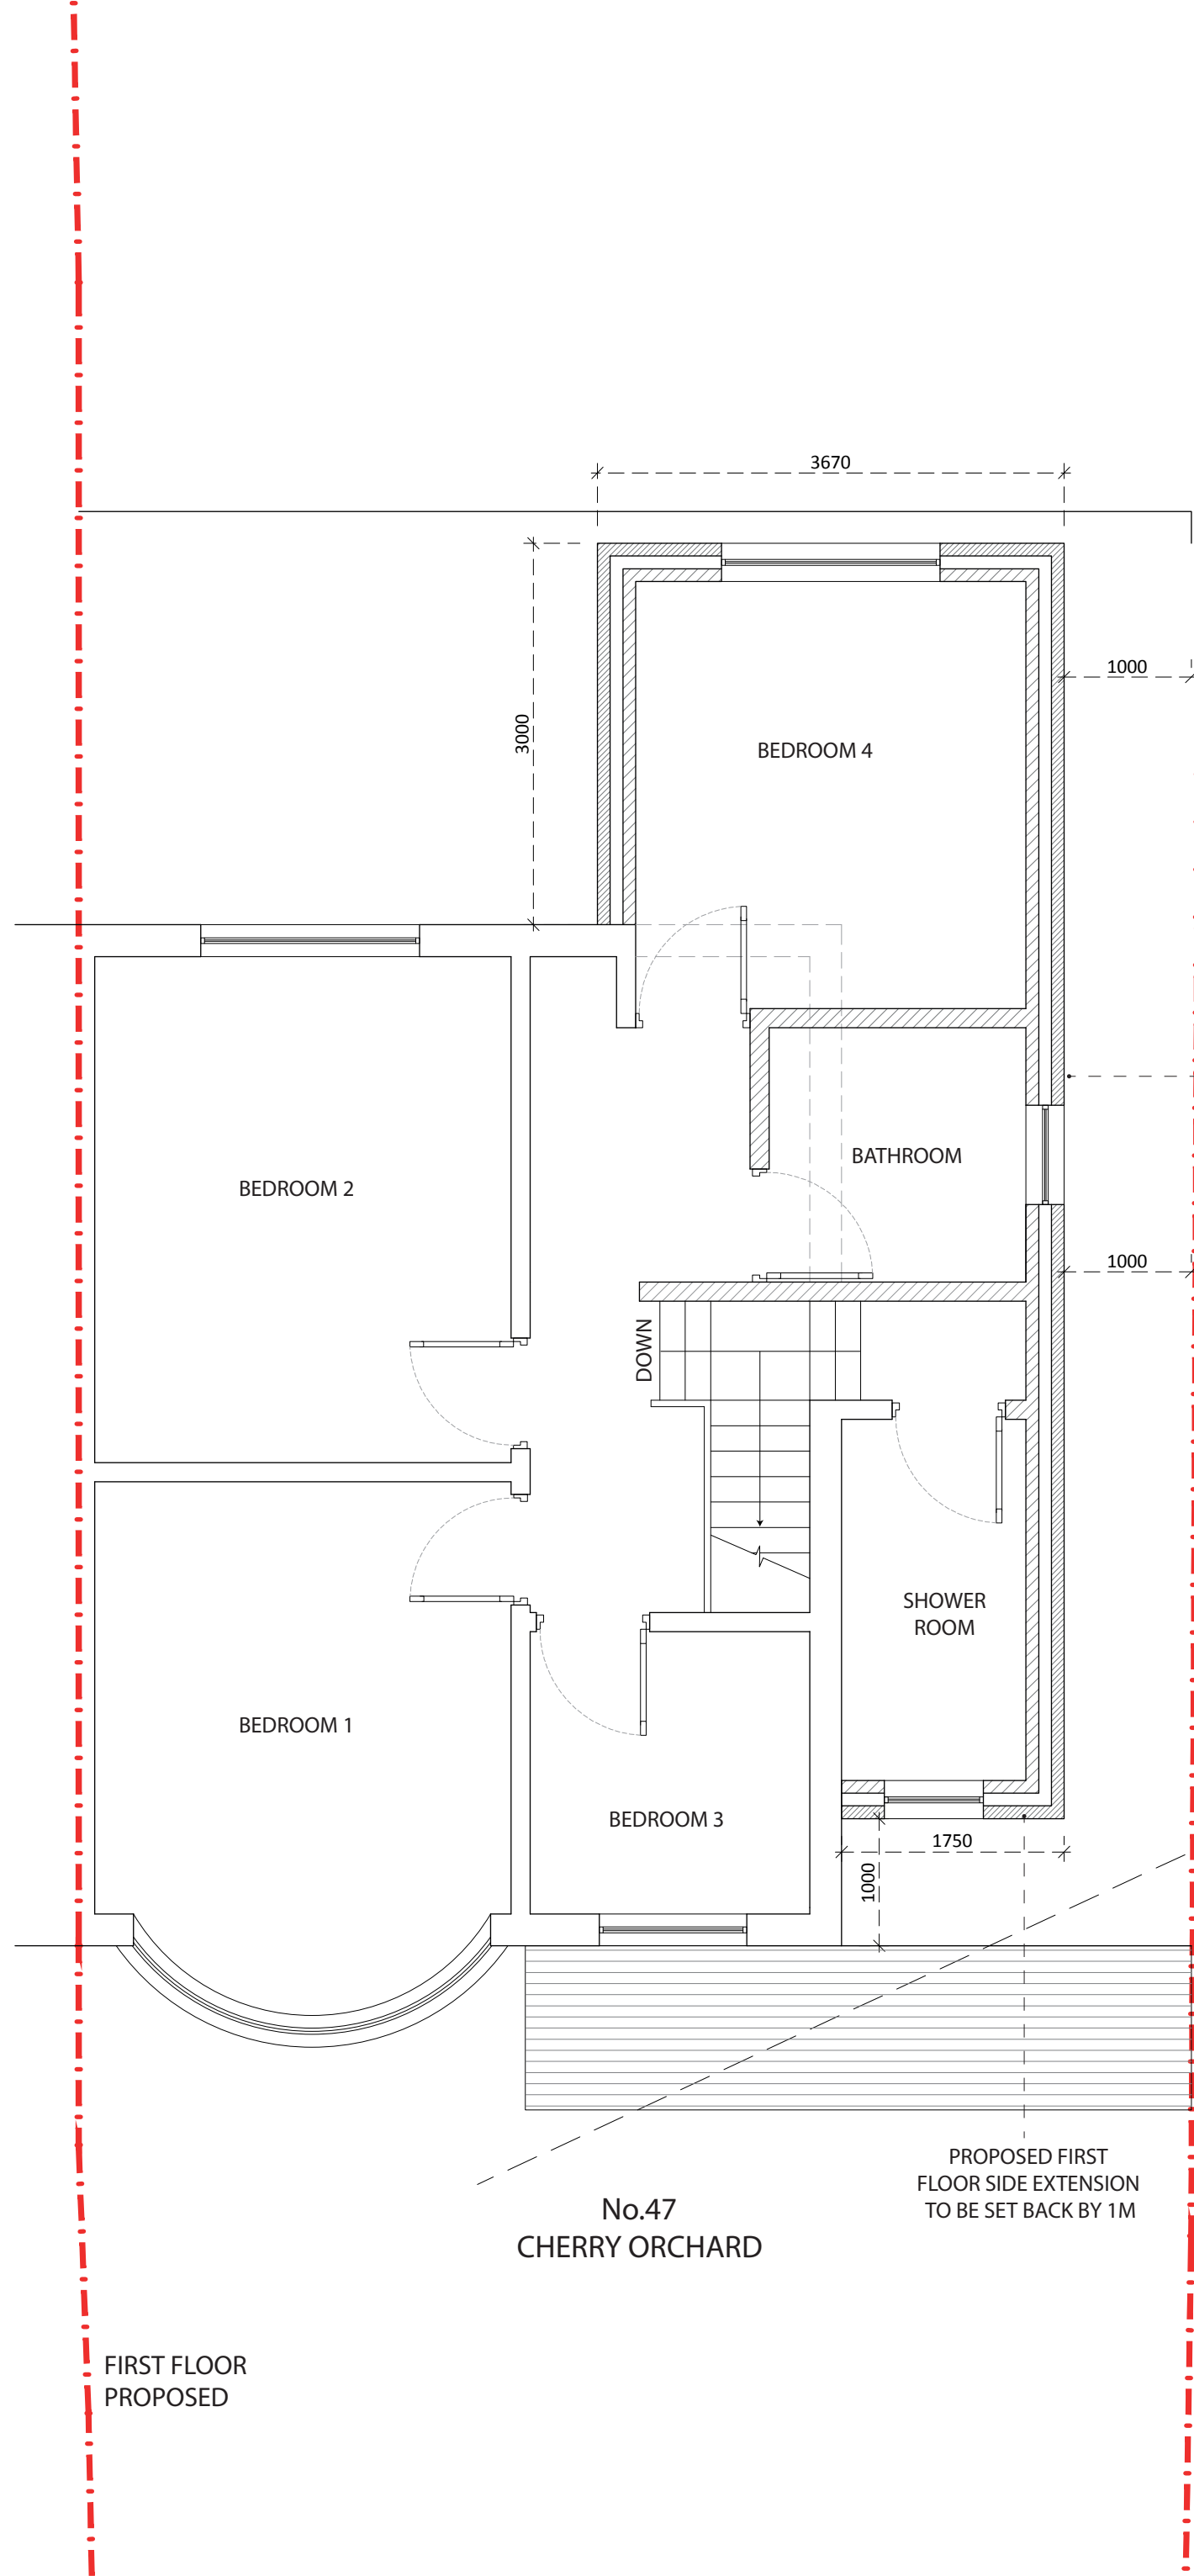 3670
1000
3000
BEDROOM 4
BATHROOM
BEDROOM 2
1000
DOWN
SHOWER
ROOM
BEDROOM 1
BEDROOM 3
1750
1000
PROPOSED FIRST
FLOOR SIDE EXTENSION
TO BE SET BACK BY 1M
No.47
CHERRY ORCHARD
FIRST FLOOR
PROPOSED